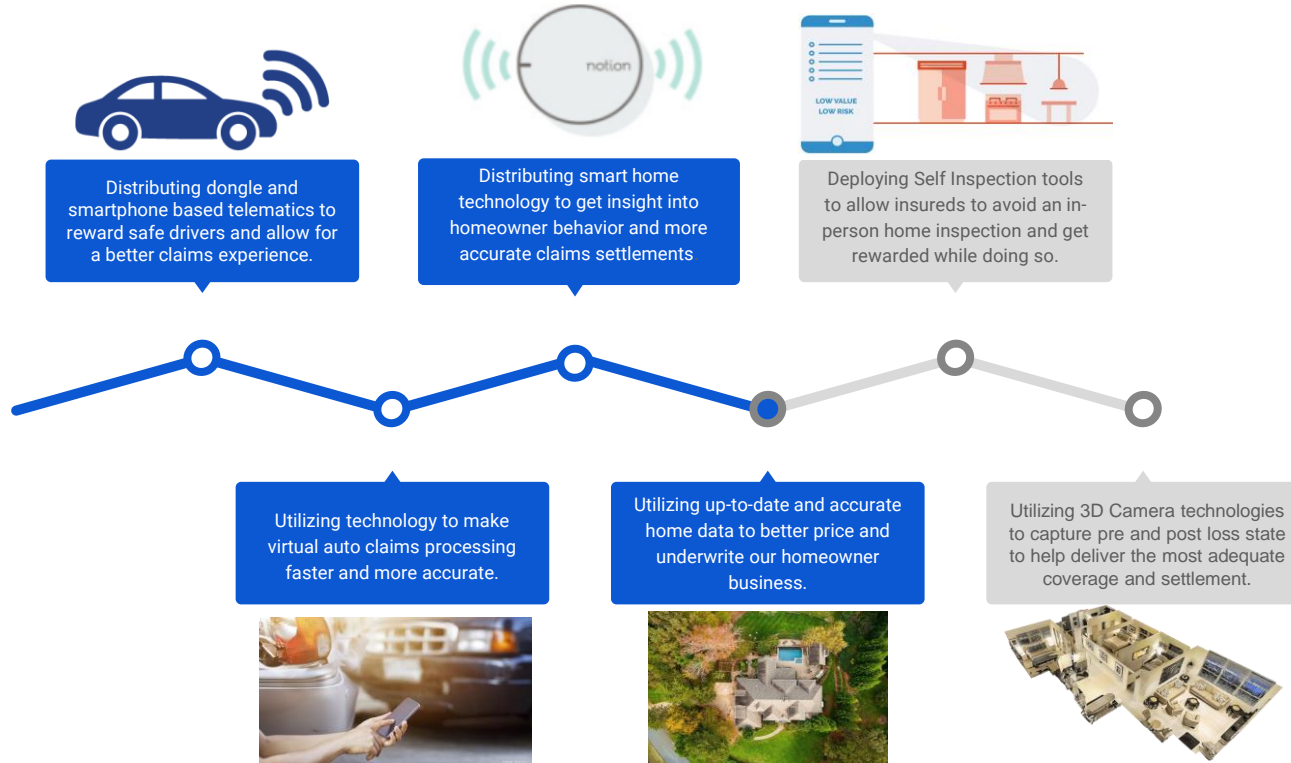 notion
LOW VALUE
LOW RISK
Distributing dongle and
smartphone based telematics to
reward safe drivers and allow for
a better claims experience.
Distributing smart home
technology to get insight into
homeowner behavior and more
accurate claims settlements
Deploying Self Inspection tools
to allow insureds to avoid an in-
person home inspection and get
rewarded while doing so.
Utilizing technology to make
virtual auto claims processing
faster and more accurate.
Utilizing up-to-date and accurate
home data to better price and
underwrite our homeowner
business.
Utilizing 3D Camera technologies
to capture pre and post loss state
to help deliver the most adequate
coverage and settlement.